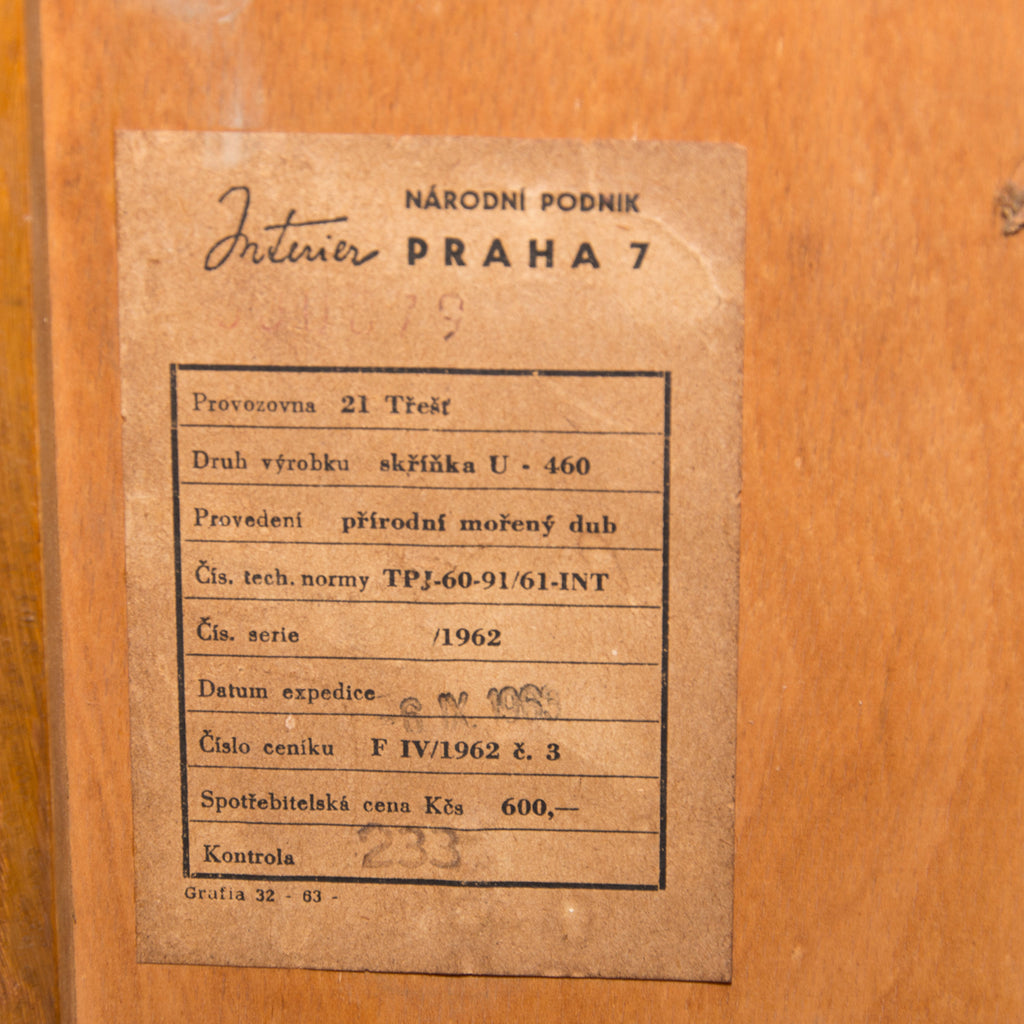 Interier NÁRODNÍ PODNIK
PRAHA 7
Provozovna 21 Třešť
Druh výrobku skříňka U - 460
Provedení přírodní mořený dub
Čís. tech. normy TPJ-60-91/61-INT
Čís. serie /1962
Datum expedice
Číslo ceníku F IV/1962 č. 3
Spotřebitelská cena Kčs 600,—
Kontrola 233
Grafia 32 - 63 -